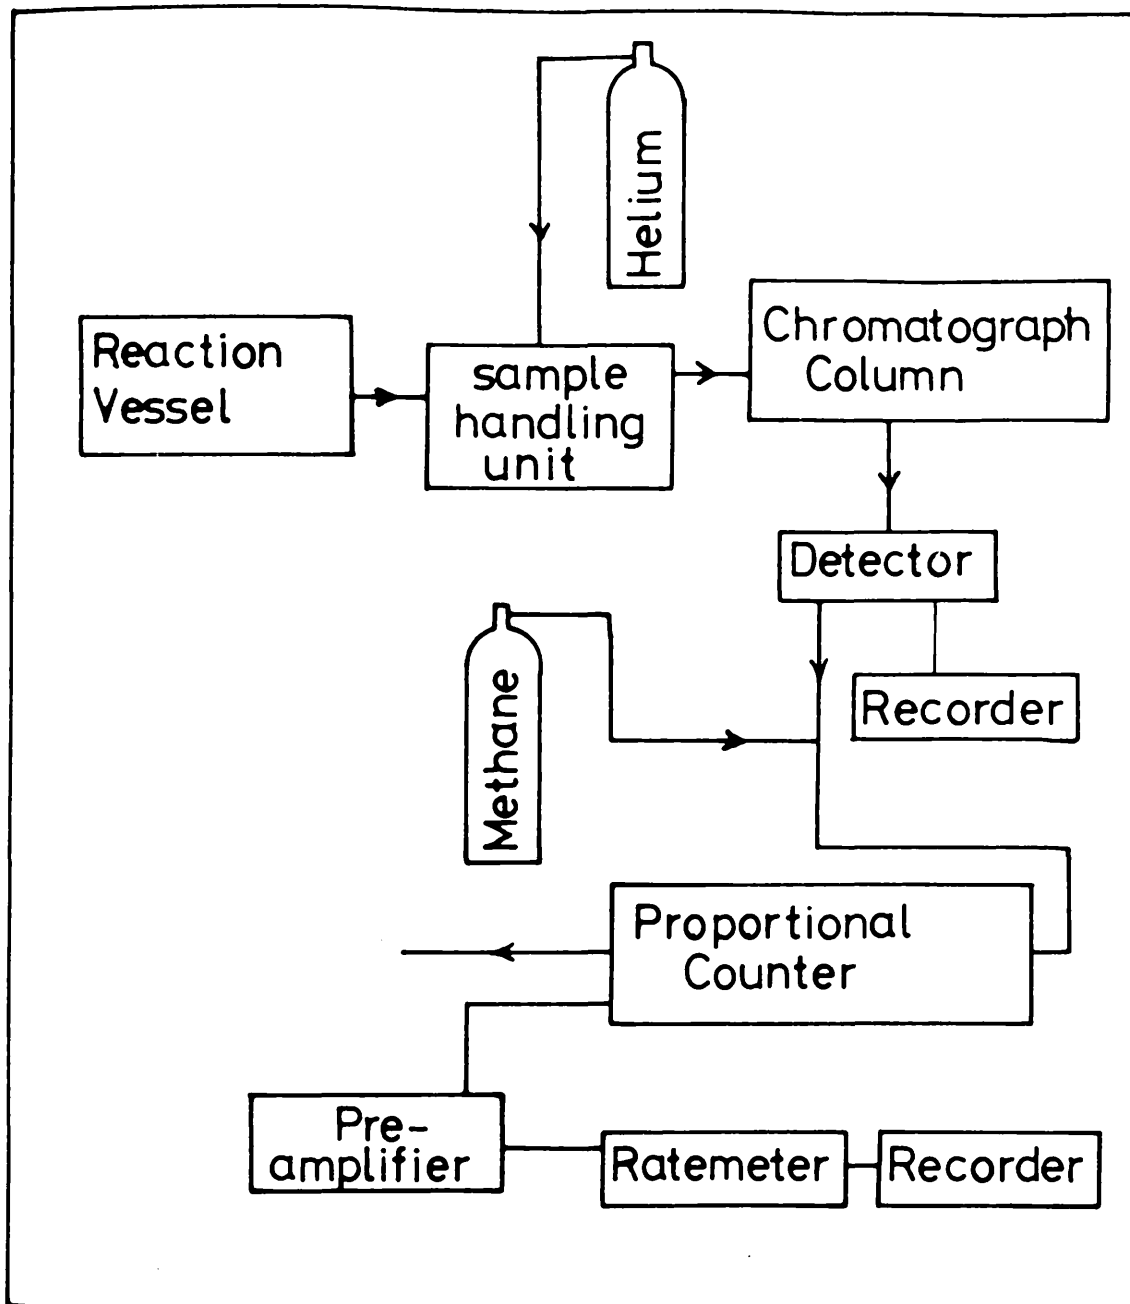 Helium
Reaction
Vessel
sample
handling
unit
Chromatograph
Column
Detector
Recorder
Methane
Proportional
Counter
Pre-
amplifier
Ratemeter
Recorder